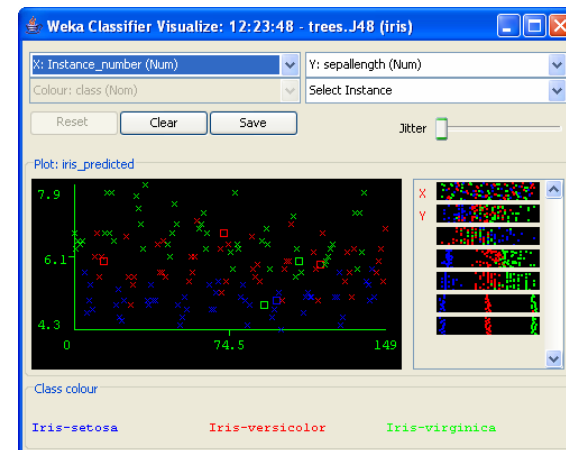 Weka Classifier Visualize: 12:23:48 - trees.J48 (iris)
X: Instance_number (Num) Y: sepallength (Num)
Colour: class (Nom) Select Instance
Reset Clear Save Jitter
Plot: iris_predicted
7.9
6.1
4.3
0 74.5 149
X
Y
Class colour
Iris-setosa Iris-versicolor Iris-virginica